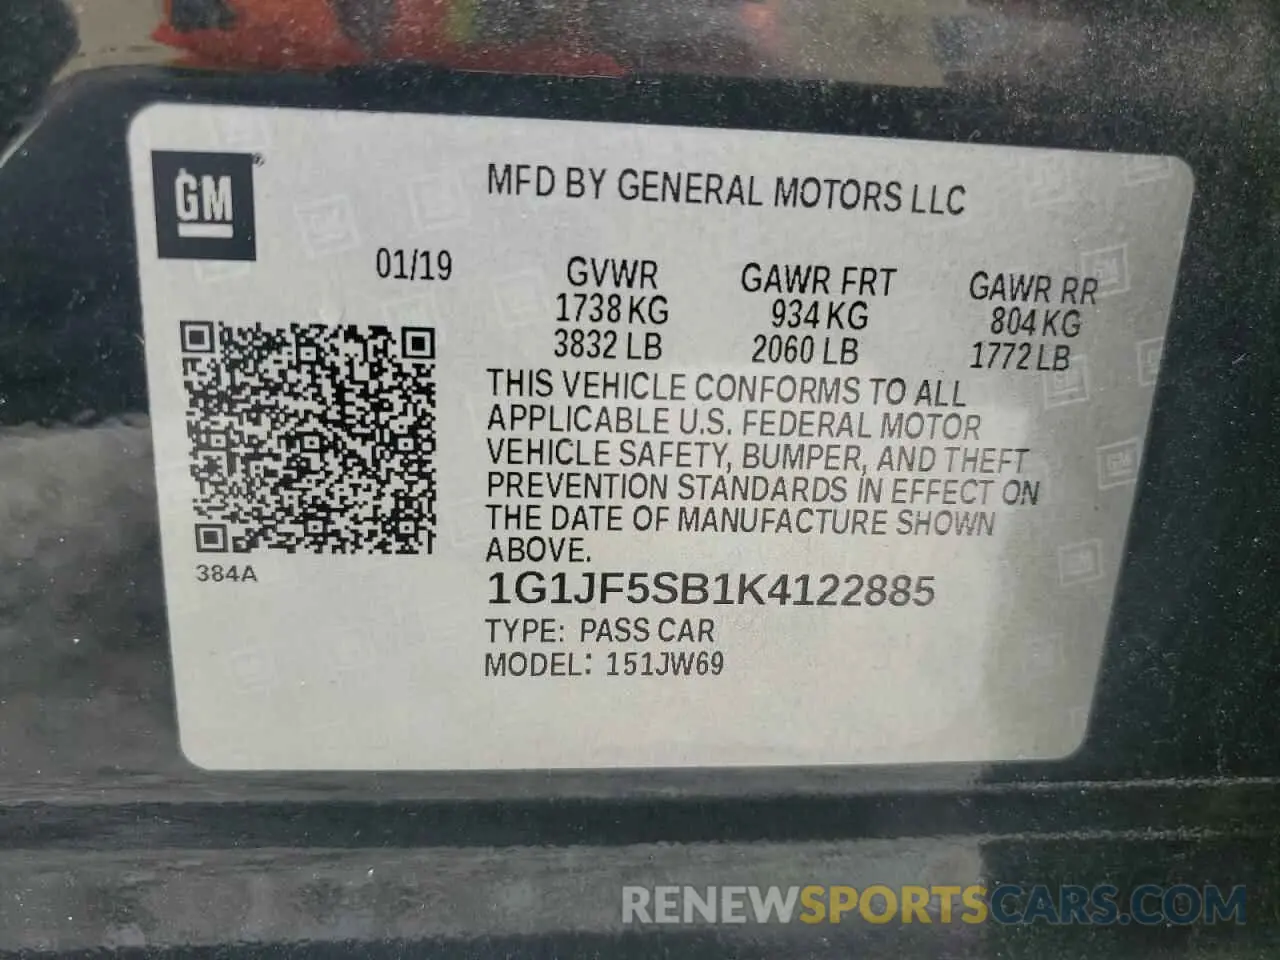 GM®
MFD BY GENERAL MOTORS LLC
01/19
GVWR GAWR FRT GAWR RR
1738 KG 934 KG 804 KG
3832 LB 2060 LB 1772 LB
THIS VEHICLE CONFORMS TO ALL
APPLICABLE U.S. FEDERAL MOTOR
VEHICLE SAFETY, BUMPER, AND THEFT
PREVENTION STANDARDS IN EFFECT ON
THE DATE OF MANUFACTURE SHOWN
ABOVE.
384A
1G1JF5SB1K4122885
TYPE: PASS CAR
MODEL: 151JW69
RENEWSPORTSCARS.COM